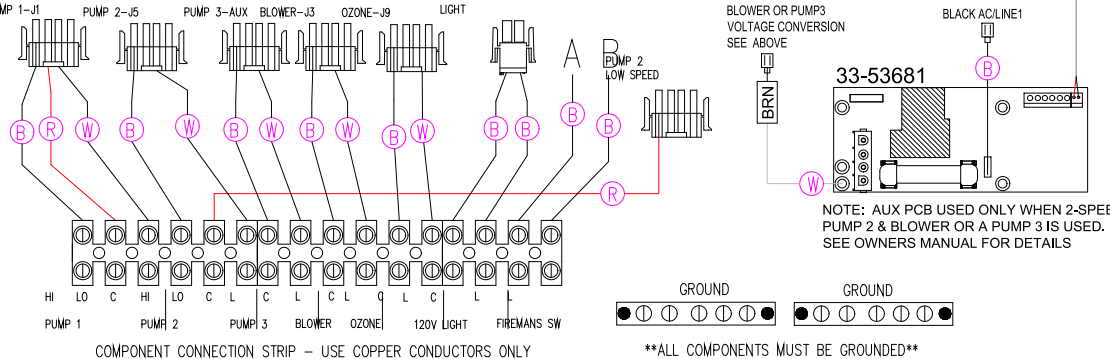 MP 1-J1
PUMP 2-J5
PUMP 3-AUX
BLOWER-J3
OZONE-J9
LIGHT
A
B
PUMP 2
LOW SPEED
BLOWER OR PUMP3
VOLTAGE CONVERSION
SEE ABOVE
BLACK AC/LINE1
33-53681
BRN
B
W
B R W B W B W B W B W B B B B
R
NOTE: AUX PCB USED ONLY WHEN 2-SPEE
PUMP 2 & BLOWER OR A PUMP 3 IS USED.
SEE OWNERS MANUAL FOR DETAILS
HI LO C HI LO C L C L C L C L C L L
PUMP 1 PUMP 2 PUMP 3 BLOWER OZONE 120V LIGHT FIREMANS SW
COMPONENT CONNECTION STRIP – USE COPPER CONDUCTORS ONLY
GROUND GROUND
**ALL COMPONENTS MUST BE GROUNDED**